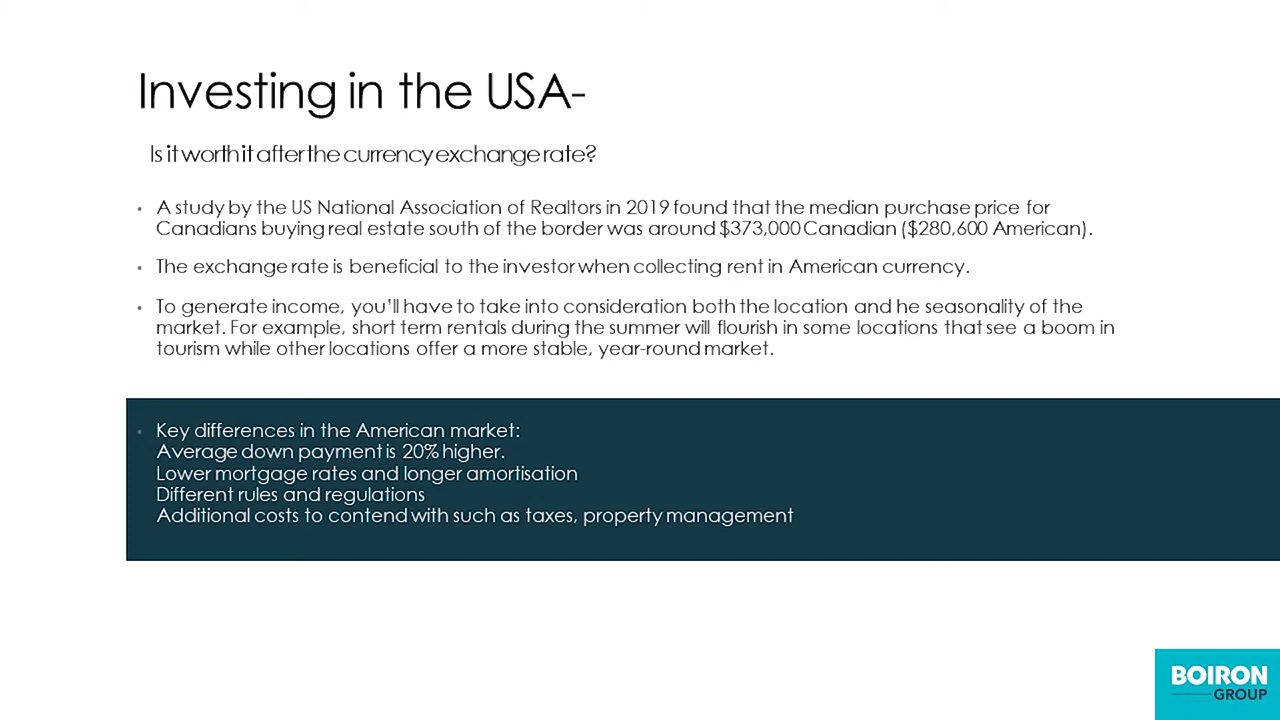 Investing in the USA-
Is it worth it after the currency exchange rate?
• A study by the US National Association of Realtors in 2019 found that the median purchase price for
Canadians buying real estate south of the border was around $373,000 Canadian ($280,600 American).
• The exchange rate is beneficial to the investor when collecting rent in American currency.
• To generate income, you'll have to take into consideration both the location and he seasonality of the
market. For example, short term rentals during the summer will flourish in some locations that see a boom in
tourism while other locations offer a more stable, year-round market.
• Key differences in the American market:
Average down payment is 20% higher.
Lower mortgage rates and longer amortisation
Different rules and regulations
Additional costs to contend with such as taxes, property management
BOIRON
GROUP